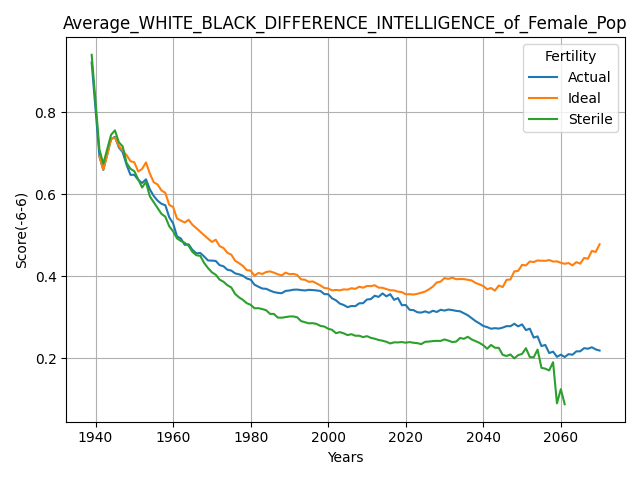 Average_WHITE_BLACK_DIFFERENCE_INTELLIGENCE_of_Female_Pop
Fertility
Actual
Ideal
Sterile
Score(-6-6)
0.8
0.6
0.4
0.2
1940 1960 1980 2000 2020 2040 2060
Years